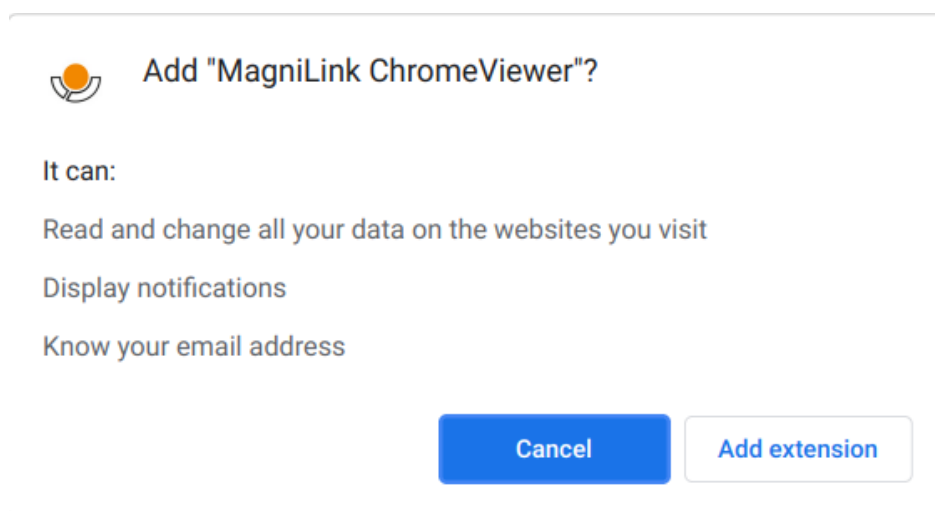 Add "MagniLink ChromeViewer"?
It can:
Read and change all your data on the websites you visit
Display notifications
Know your email address
Cancel
Add extension